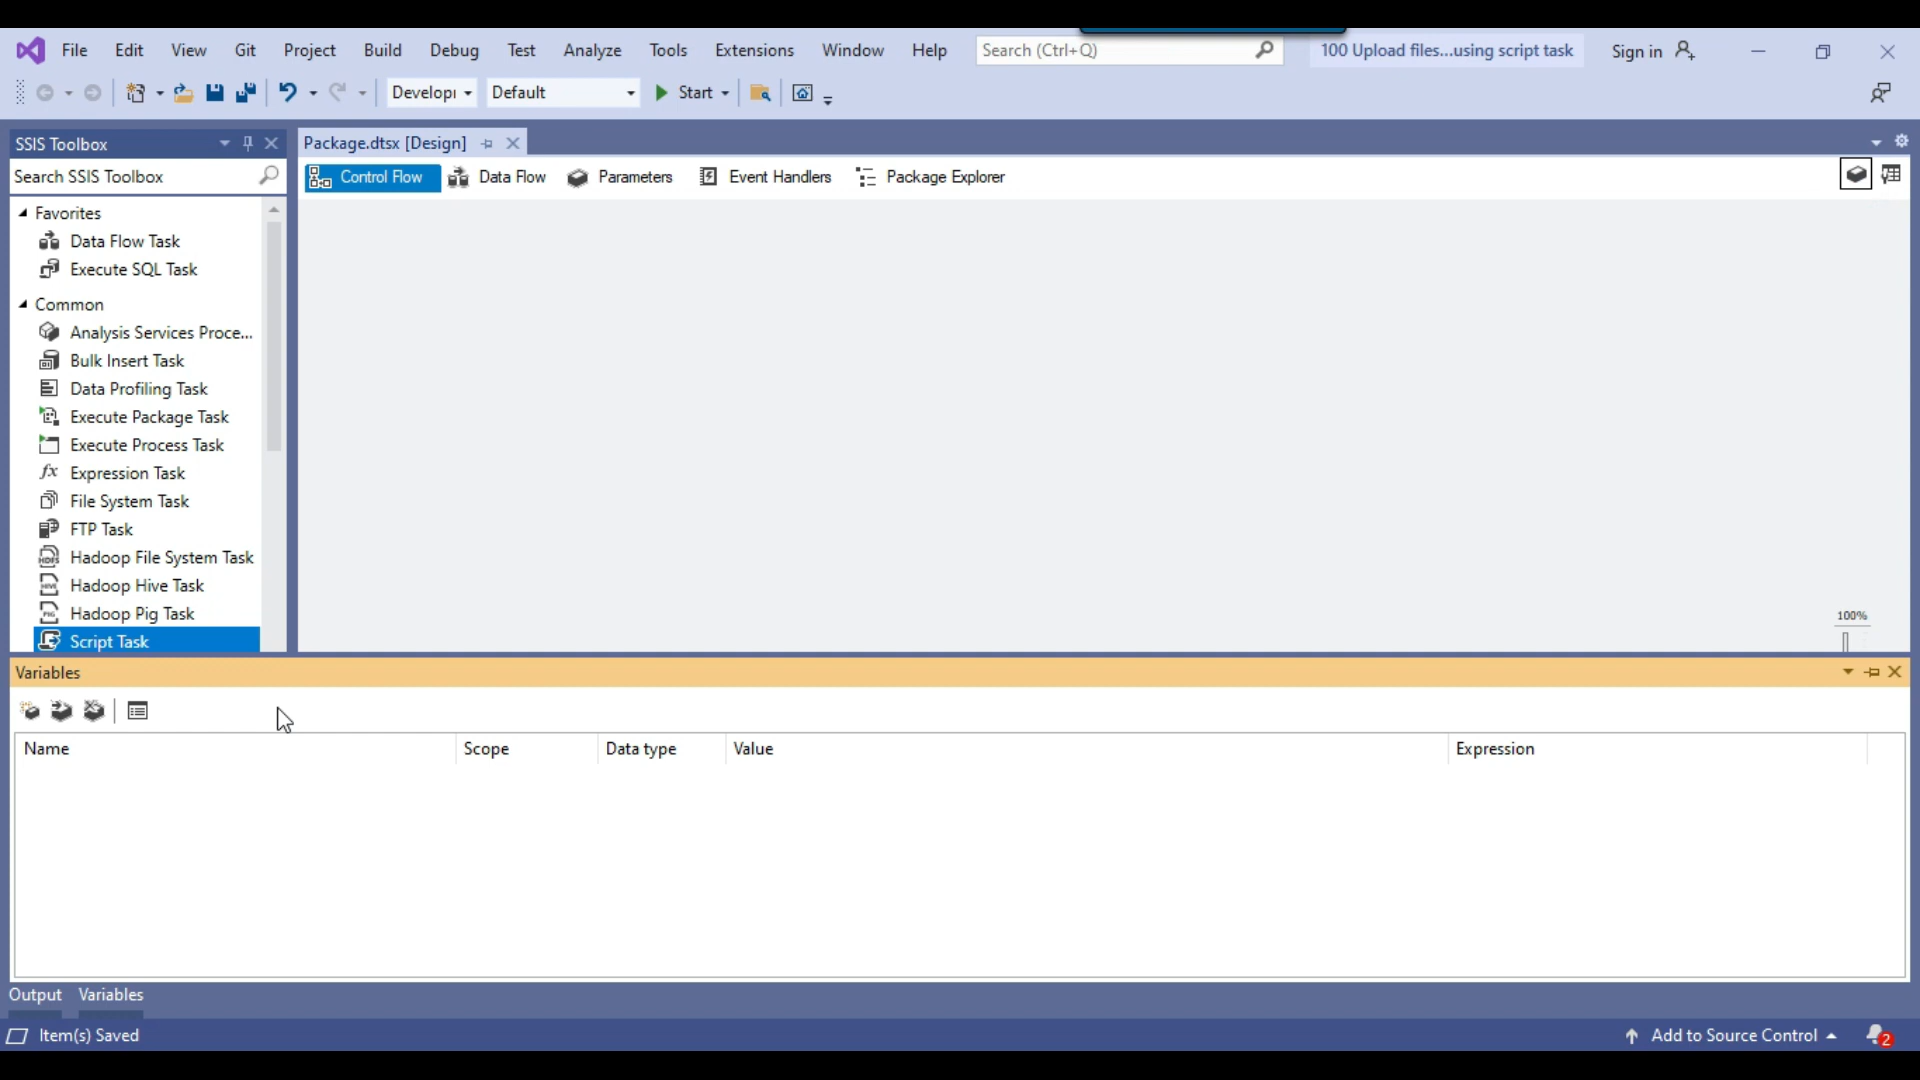 File Edit View Git Project Build Debug Test Analyze Tools Extensions Window Help Search (Ctrl+Q) 100 Upload files...using script task Sign in
Default Start
SSIS Toolbox
Package.dtsx [Design]
Search SSIS Toolbox
Control Flow Data Flow Parameters Event Handlers Package Explorer
Favorites
Data Flow Task
Execute SQL Task
Common
Analysis Services Proce...
Bulk Insert Task
Data Profiling Task
Execute Package Task
Execute Process Task
fx Expression Task
File System Task
FTP Task
Hadoop File System Task
Hadoop Hive Task
Hadoop Pig Task
100%
Script Task
Variables
Name Scope Data type Value Expression
Output Variables
Item(s) Saved Add to Source Control 2